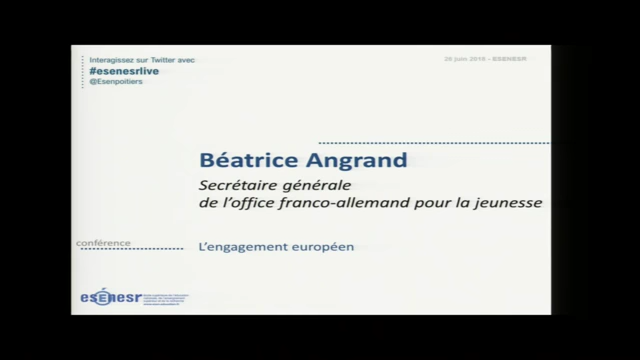 Interagissez sur Twitter avec
#esenesrlive
@Esenpoitiers
28 juin 2016 - ESENESR
Béatrice Angrand
Secrétaire générale
de l'office franco-allemand pour la jeunesse
conférence
L'engagement européen
esenesr